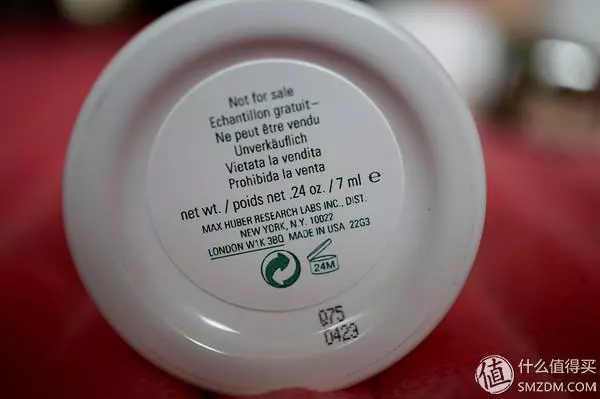 Not for sale
Echantillon gratuit–
Ne peut être vendu
Unverkäuflich
Vietata la vendita
Prohibida la venta
net wt. / poids net .24 oz. / 7 ml ℮
MAX HUBER RESEARCH LABS INC., DIST.
NEW YORK, N.Y. 10022
LONDON W1K 3BQ MADE IN USA 22G3
24M
Q75
0423
值 什么值得买
SMZDM.COM